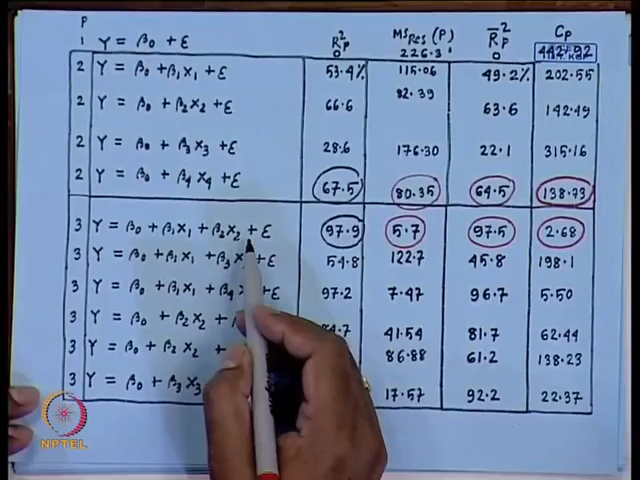 P R²p MSRes(P) R̄²p Cp
1 Y = β0 + ε 0 226.3 0 442.92
2 Y = β0 + β1X1 + ε 53.4% 115.06 49.2% 202.55
2 Y = β0 + β2X2 + ε 66.6 82.39 63.6 142.49
2 Y = β0 + β3X3 + ε 28.6 176.30 22.1 315.16
2 Y = β0 + β4X4 + ε 67.5 80.35 64.5 138.73
3 Y = β0 + β1X1 + β2X2 + ε 97.9 5.7 97.5 2.68
3 Y = β0 + β1X1 + β3X + ε 54.8 122.7 45.8 198.1
3 Y = β0 + β1X1 + β4X + ε 97.2 7.47 96.7 5.50
3 Y = β0 + β2X2 + 4.7 41.54 81.7 62.44
3 Y = β0 + β2X2 + 86.88 61.2 138.23
3 Y = β0 + β3X3 17.57 92.2 22.37
NPTEL